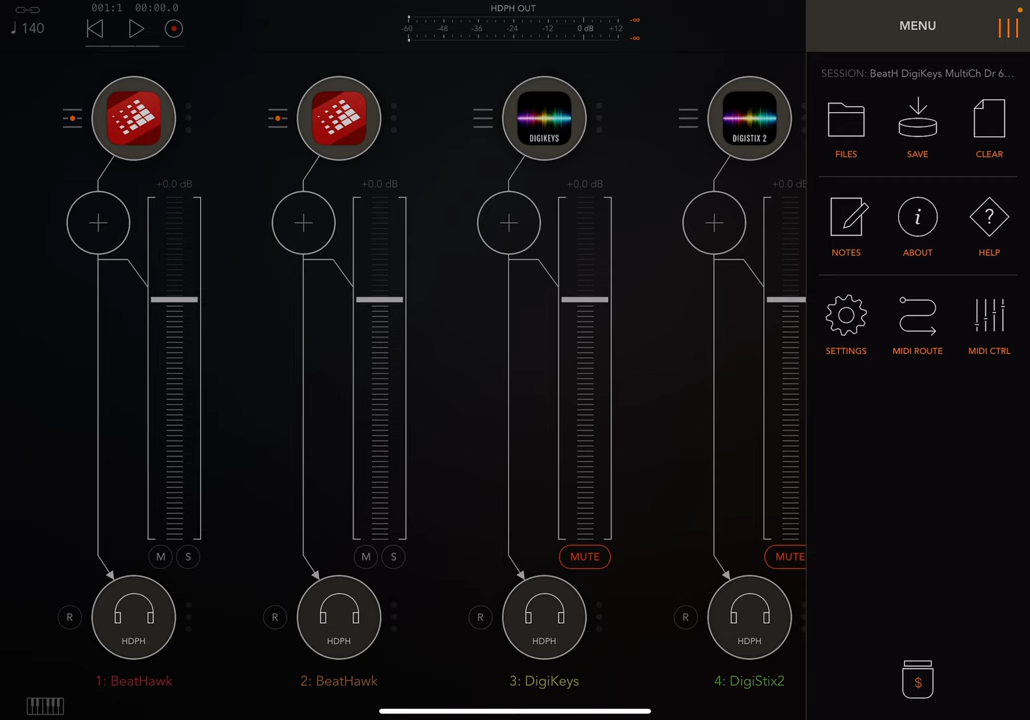 001:1 00:00.0
140
HDPH OUT
-60 -48 -36 -24 -12 0 dB +12
-∞
-∞
MENU
SESSION: BeatH DigiKeys MultiCh Dr 6...
FILES SAVE CLEAR
NOTES ABOUT HELP
SETTINGS MIDI ROUTE MIDI CTRL
DIGIKEYS DIGISTIX 2
+0.0 dB +0.0 dB +0.0 dB +0.0 dB
M S M S MUTE MUTE
R R R R
HDPH HDPH HDPH HDPH
1: BeatHawk 2: BeatHawk 3: DigiKeys 4: DigiStix2
$